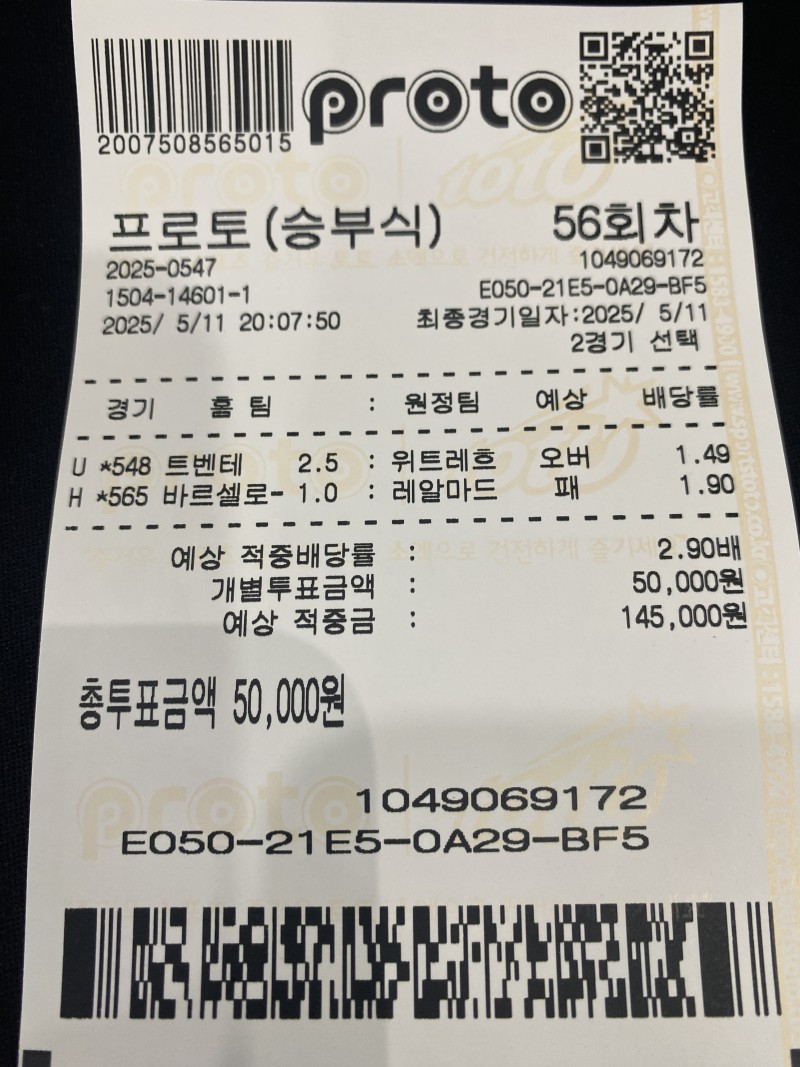 proto
2007508565015
프로토(승부식) 56회차
2025-0547 1049069172
1504-14601-1 E050-21E5-0A29-BF5
2025/ 5/11 20:07:50 최종경기일자:2025/ 5/11
2경기 선택
경기 홈 팀 : 원정팀 예상 배당률
U *548 트벤테 2.5 : 위트레흐 오버 1.49
H *565 바르셀로- 1.0 : 레알마드 패 1.90
예상 적중배당률 : 2.90배
개별투표금액 : 50,000원
예상 적중금 : 145,000원
총투표금액 50,000원
1049069172
E050-21E5-0A29-BF5